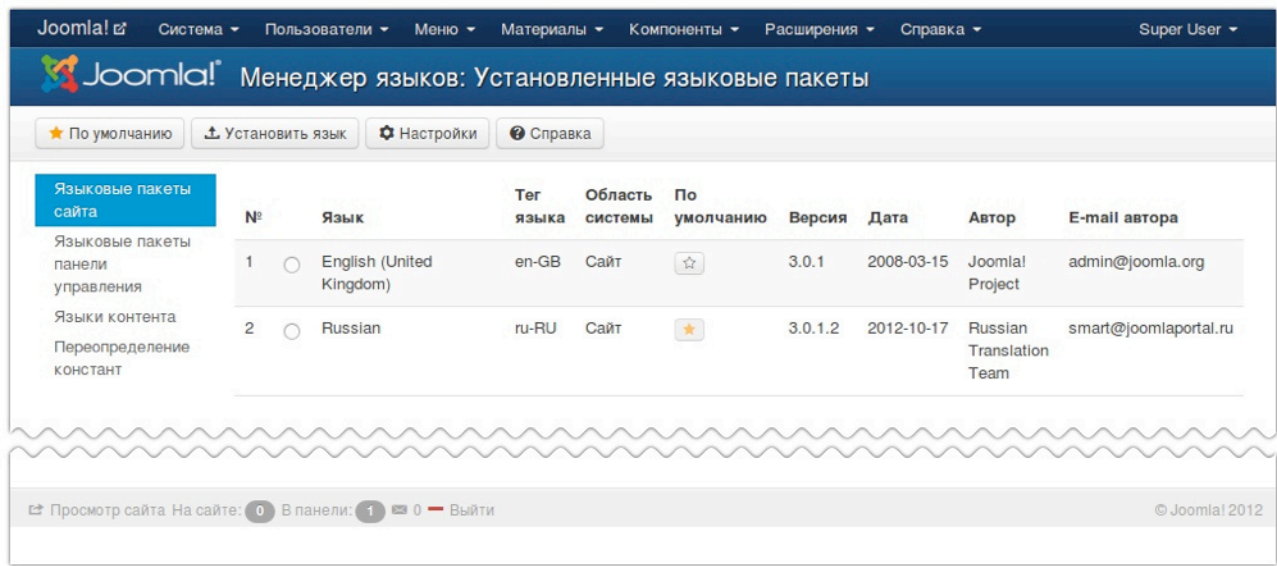 Joomla! Система Пользователи Меню Материалы Компоненты Расширения Справка Super User
Joomla!® Менеджер языков: Установленные языковые пакеты
По умолчанию Установить язык Настройки Справка
Языковые пакеты
сайта
Языковые пакеты
панели
управления
Языки контента
Переопределение
констант
№ Язык Тег языка Область системы По умолчанию Версия Дата Автор E-mail автора
1 English (United en-GB Сайт 3.0.1 2008-03-15 Joomla! admin@joomla.org
Kingdom) Project
2 Russian ru-RU Сайт 3.0.1.2 2012-10-17 Russian smart@joomlaportal.ru
Translation
Team
Просмотр сайта На сайте: 0 В панели: 1 0 Выйти © Joomla! 2012